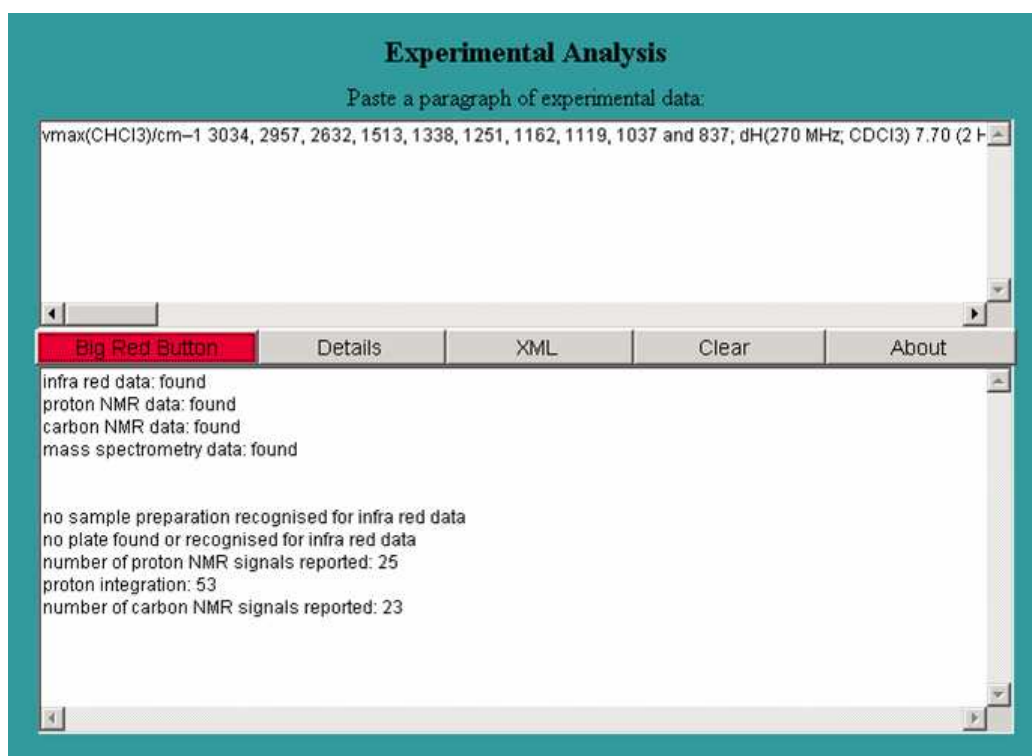 Experimental Analysis
Paste a paragraph of experimental data:
vmax(CHCl3)/cm–1 3034, 2957, 2632, 1513, 1338, 1251, 1162, 1119, 1037 and 837; dH(270 MHz; CDCl3) 7.70 (2 H
Big Red Button Details XML Clear About
infra red data: found
proton NMR data: found
carbon NMR data: found
mass spectrometry data: found
no sample preparation recognised for infra red data
no plate found or recognised for infra red data
number of proton NMR signals reported: 25
proton integration: 53
number of carbon NMR signals reported: 23